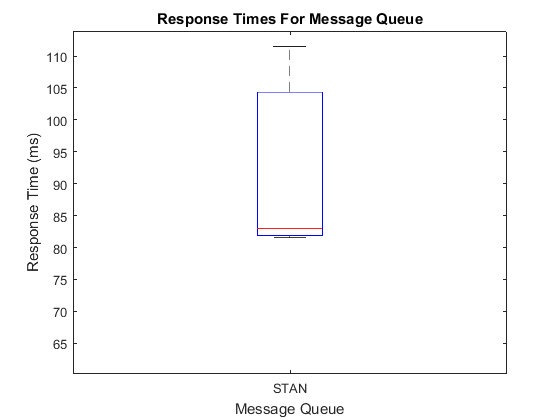 Response Times For Message Queue
Response Time (ms)
110
105
100
95
90
85
80
75
70
65
STAN
Message Queue